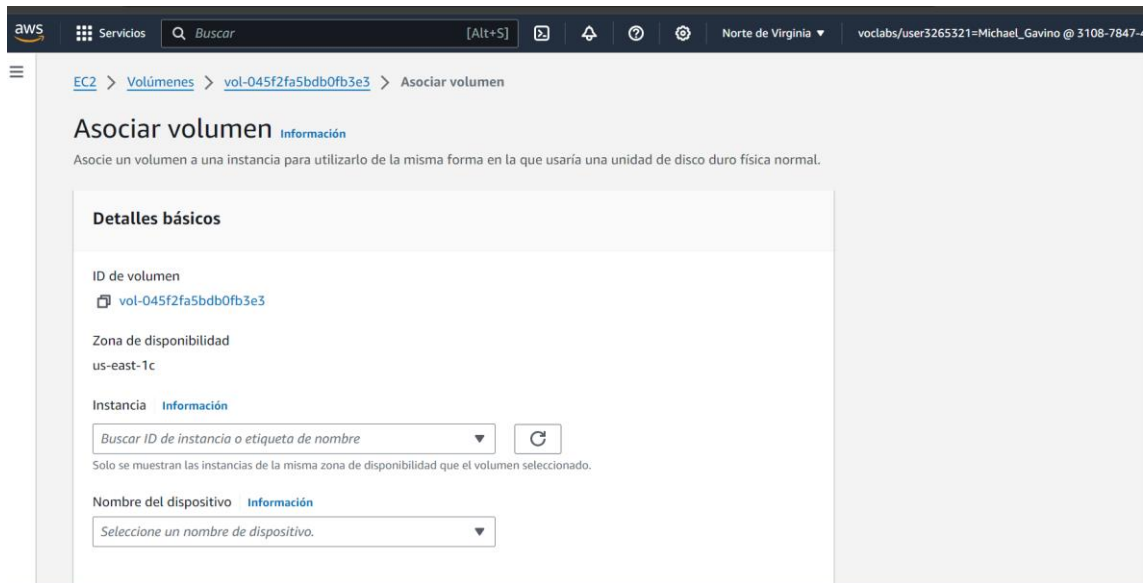 aws Servicios Buscar [Alt+S] Norte de Virginia voclabs/user3265321=Michael_Gavino @ 3108-7847-
EC2 > Volúmenes > vol-045f2fa5bdb0fb3e3 > Asociar volumen
Asociar volumen Información
Asocie un volumen a una instancia para utilizarlo de la misma forma en la que usaría una unidad de disco duro física normal.
Detalles básicos
ID de volumen
vol-045f2fa5bdb0fb3e3
Zona de disponibilidad
us-east-1c
Instancia Información
Buscar ID de instancia o etiqueta de nombre
Solo se muestran las instancias de la misma zona de disponibilidad que el volumen seleccionado.
Nombre del dispositivo Información
Seleccione un nombre de dispositivo.